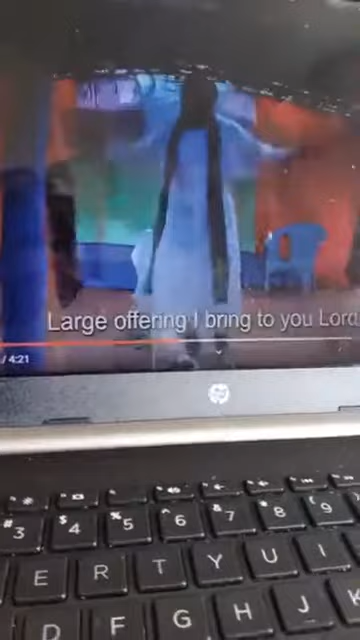 Large offering I bring to you Lord
/ 4:21
hp
# 3 $ 4 % 5 ^ 6 & 7 * 8 ( 9
E R T Y U I
D F G H J K